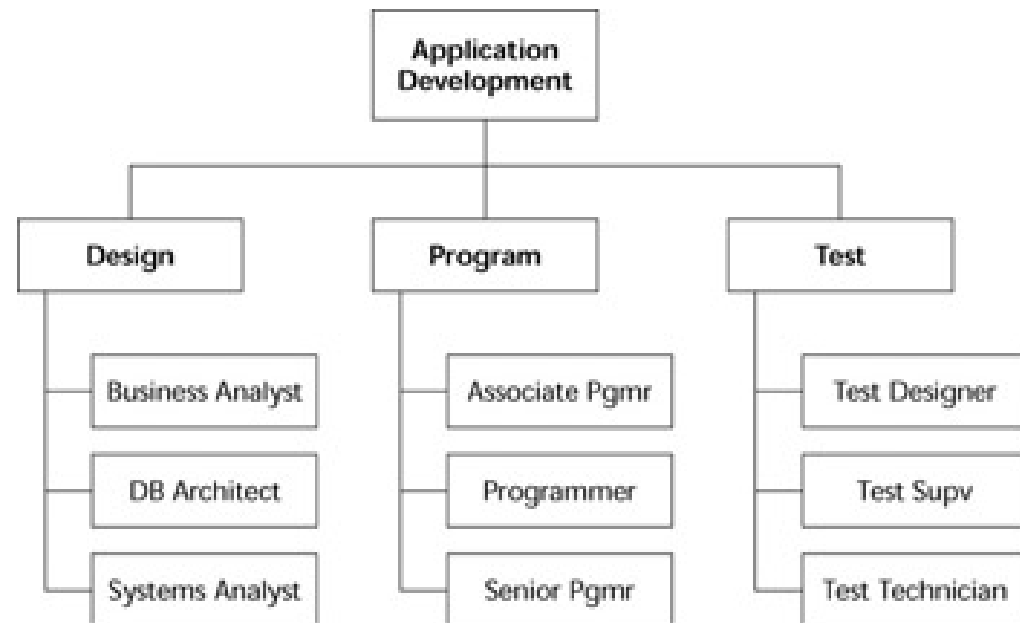 Application
Development
Design
Program
Test
Business Analyst
Associate Pgmr
Test Designer
DB Architect
Programmer
Test Supv
Systems Analyst
Senior Pgmr
Test Technician